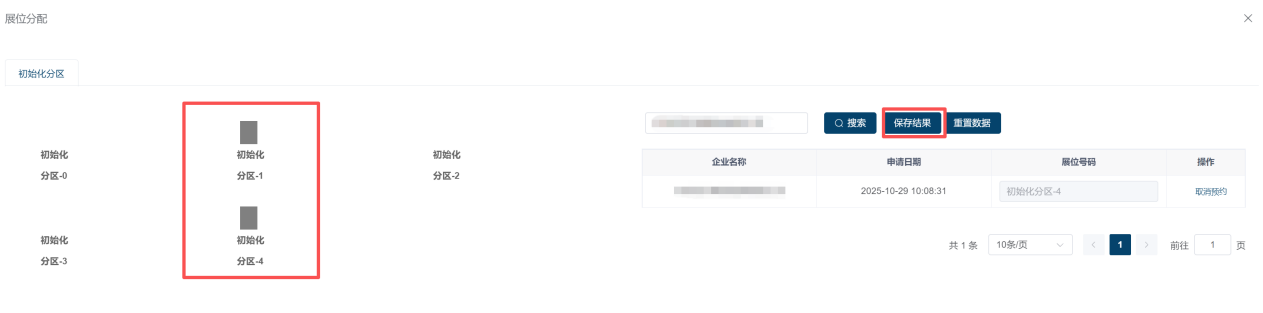 展位分配
初始化分区
搜索 保存结果 重置数据
初始化 初始化 初始化
分区-0 分区-1 分区-2
企业名称 申请日期 展位号码 操作
2025-10-29 10:08:31 初始化分区-4 取消预约
初始化 初始化
分区-3 分区-4
共 1 条 10条/页 1 前往 1 页